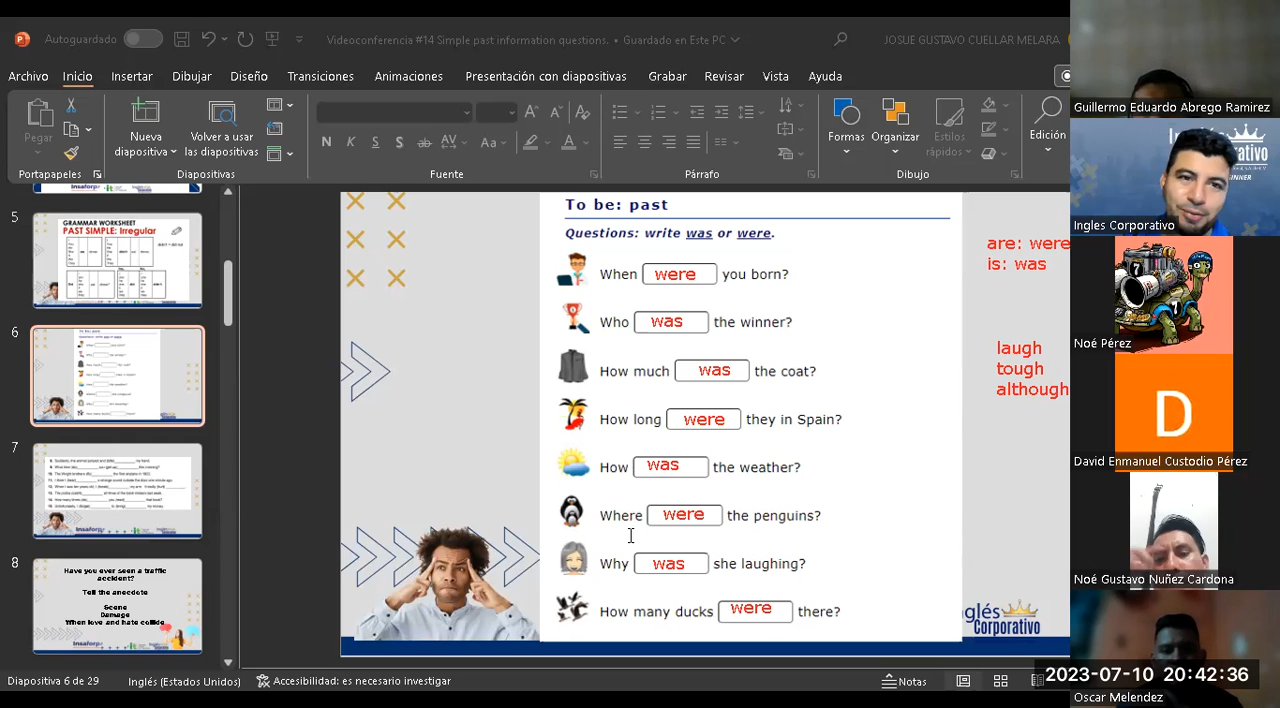 Autoguardado
Videoconferencia #14 Simple past information questions. • Guardado en Este PC
JOSUE GUSTAVO CUELLAR MELARA
Archivo Inicio Insertar Dibujar Diseño Transiciones Animaciones Presentación con diapositivas Grabar Revisar Vista Ayuda
Pegar
Nueva diapositiva
Volver a usar las diapositivas
Formas
Organizar
Estilos rápidos
Edición
Portapapeles
Diapositivas
Fuente
Párrafo
Dibujo
5
GRAMMAR WORKSHEET
PAST SIMPLE: Irregular
6
7
8
Have you ever seen a traffic
accident?
Tell the anecdote
Scene
Damage
When love and hate collide
To be: past
Questions: write was or were.
When were you born?
Who was the winner?
How much was the coat?
How long were they in Spain?
How was the weather?
Where were the penguins?
Why was she laughing?
How many ducks were there?
are: were
is: was
laugh
tough
although
Inglés
Corporativo
Guillermo Eduardo Abrego Ramirez
Ingles Corporativo
Noé Pérez
D
David Enmanuel Custodio Pérez
Noé Gustavo Nuñez Cardona
2023-07-10 20:42:36
Oscar Melendez
Diapositiva 6 de 29
Inglés (Estados Unidos)
Accesibilidad: es necesario investigar
Notas